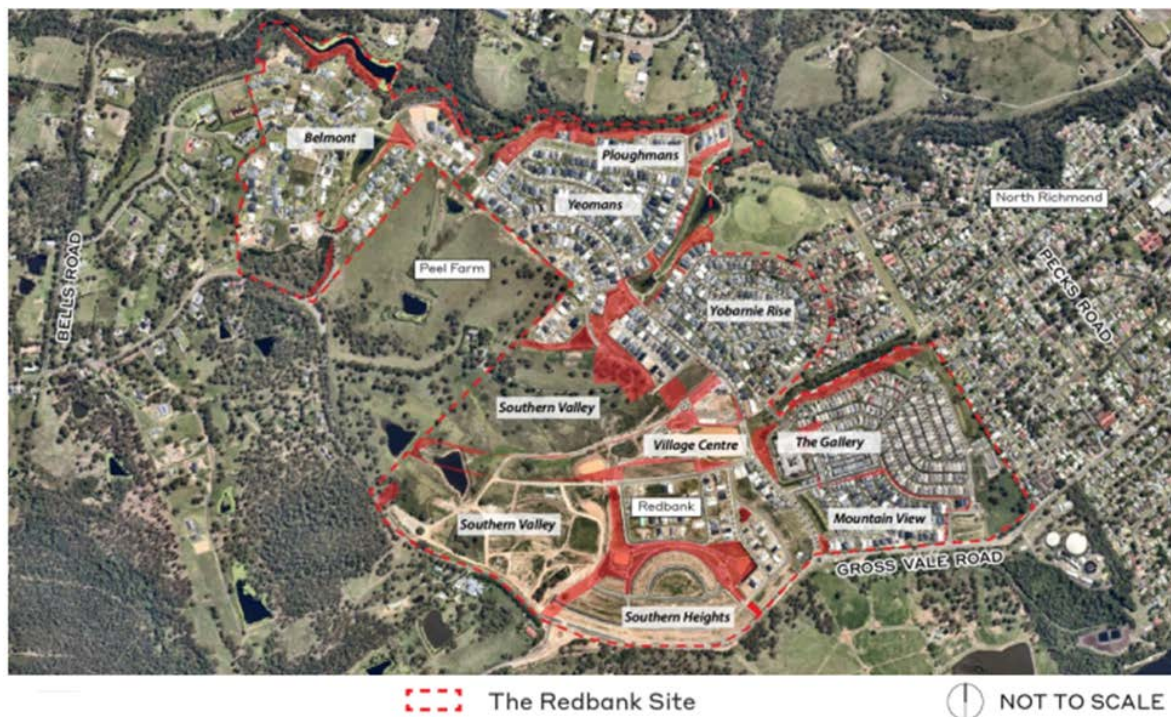 Belmont
Ploughmans
Yeomans
North Richmond
BELLS ROAD
Peel Farm
PECKS ROAD
Yobarnie Rise
Southern Valley
Village Centre
The Gallery
Redbank
Southern Valley
Mountain View
GROSS VALE ROAD
Southern Heights
The Redbank Site
NOT TO SCALE